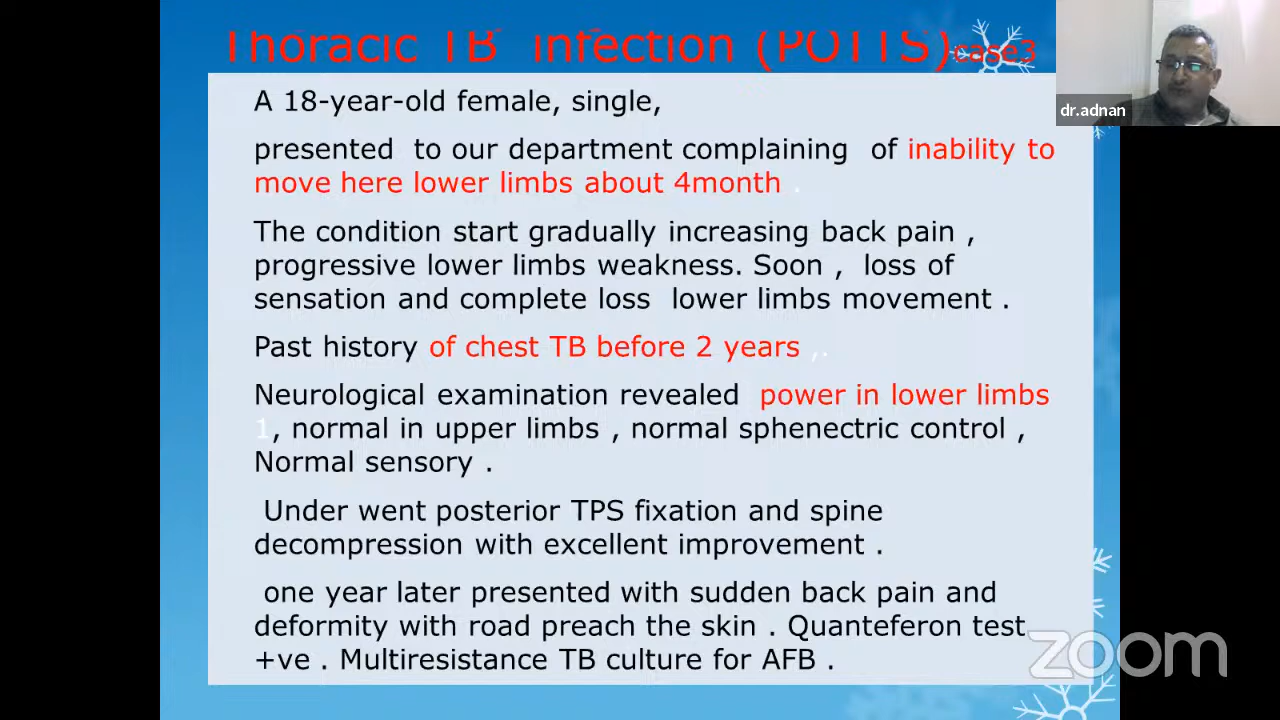 Thoracic TB infection (POTTS)case3
dr.adnan
A 18-year-old female, single,
presented to our department complaining of inability to
move here lower limbs about 4month .
The condition start gradually increasing back pain ,
progressive lower limbs weakness. Soon , loss of
sensation and complete loss lower limbs movement .
Past history of chest TB before 2 years ,.
Neurological examination revealed power in lower limbs
1, normal in upper limbs , normal sphenectric control ,
Normal sensory .
Under went posterior TPS fixation and spine
decompression with excellent improvement .
one year later presented with sudden back pain and
deformity with road preach the skin . Quanteferon test
+ve . Multiresistance TB culture for AFB .
zoom